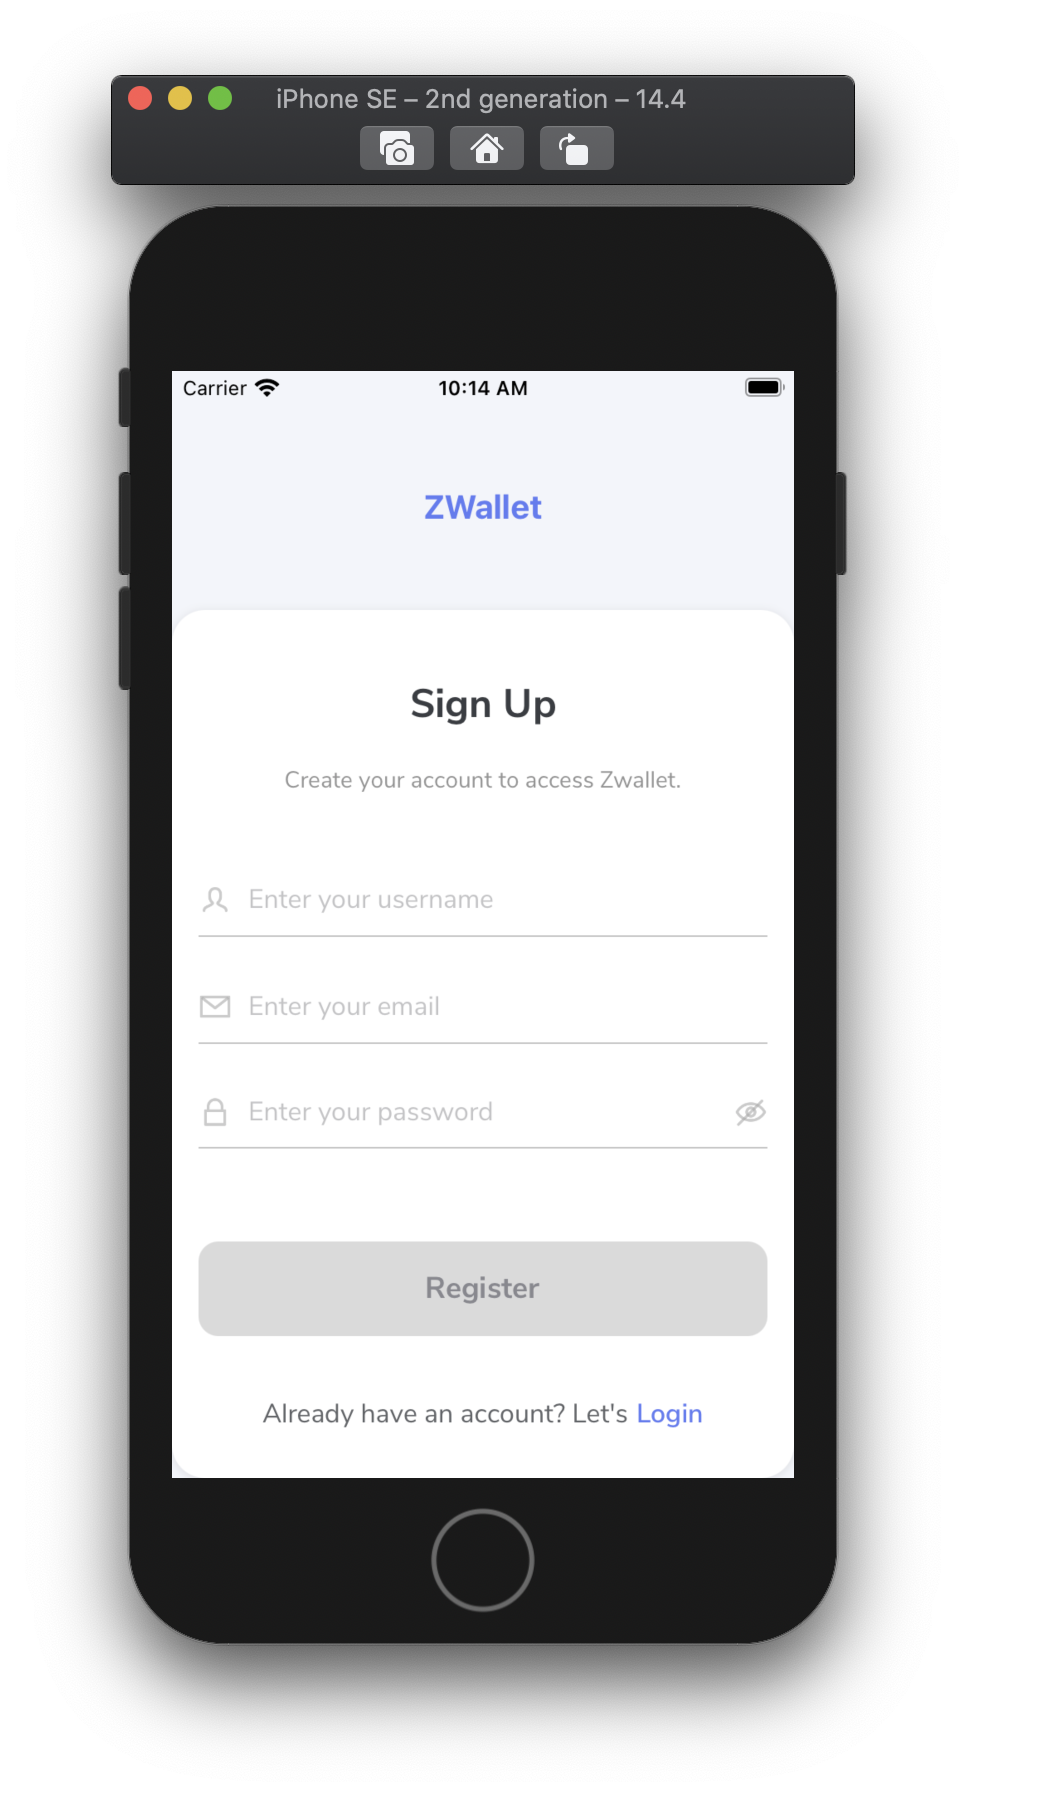 iPhone SE – 2nd generation – 14.4
Carrier 10:14 AM
ZWallet
Sign Up
Create your account to access Zwallet.
Enter your username
Enter your email
Enter your password
Register
Already have an account? Let's Login